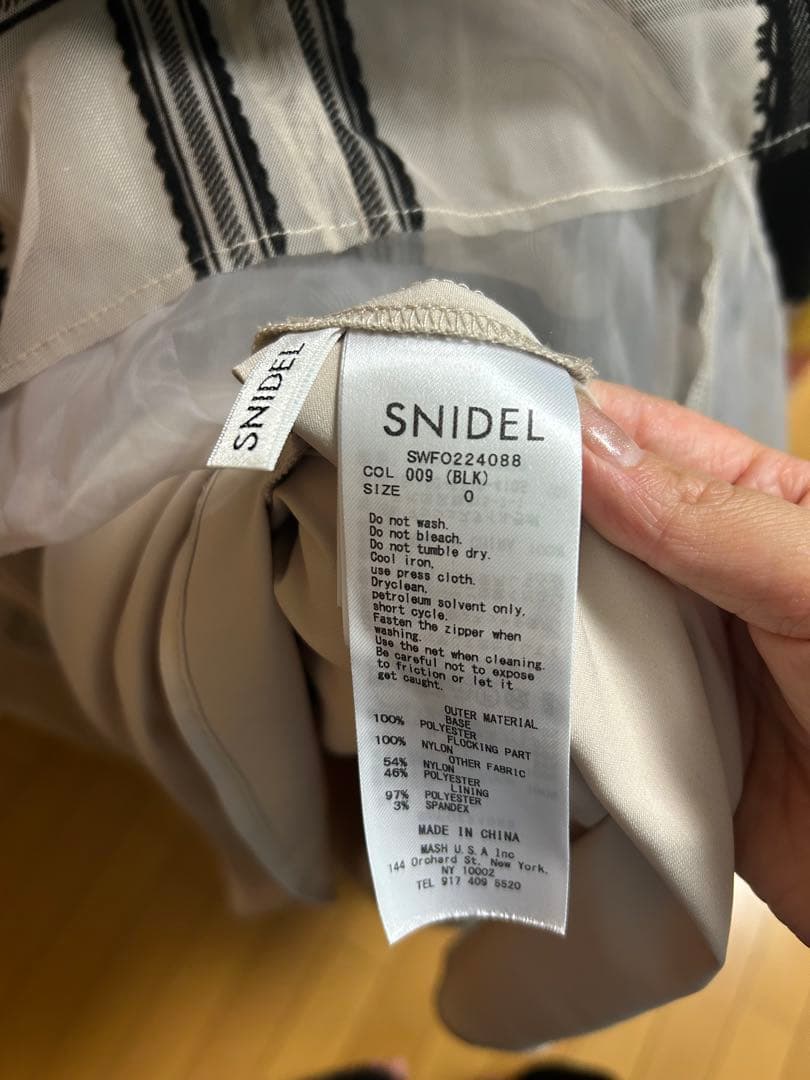 SNIDEL
SNIDEL
SWFO224088
COL 009 (BLK)
SIZE 0
Do not wash.
Do not bleach.
Do not tumble dry.
Cool iron,
use press cloth.
Dryclean,
petroleum solvent only,
short cycle.
Fasten the zipper when
washing.
Use the net when cleaning.
Be careful not to expose
to friction or let it
get caught.
OUTER MATERIAL
BASE
100% POLYESTER
FLOCKING PART
100% NYLON
OTHER FABRIC
54% NYLON
46% POLYESTER
LINING
97% POLYESTER
3% SPANDEX
MADE IN CHINA
MASH U.S.A Inc
144 Orchard St. New York.
NY 10002
TEL 917 409 5520